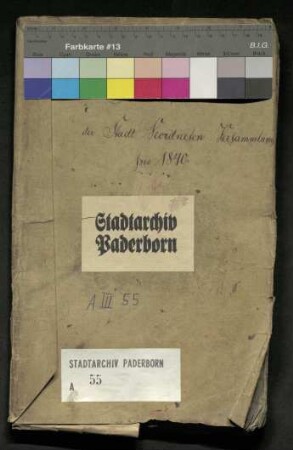 Farbkarte #13
B.I.G.
der Stadt Verordneten Versammlung
pro 1846
Stadtarchiv
Paderborn
A III 55
STADTARCHIV PADERBORN
A 55